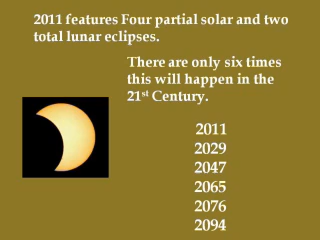 2011 features Four partial solar and two
total lunar eclipses.
There are only six times
this will happen in the
21st Century.
2011
2029
2047
2065
2076
2094